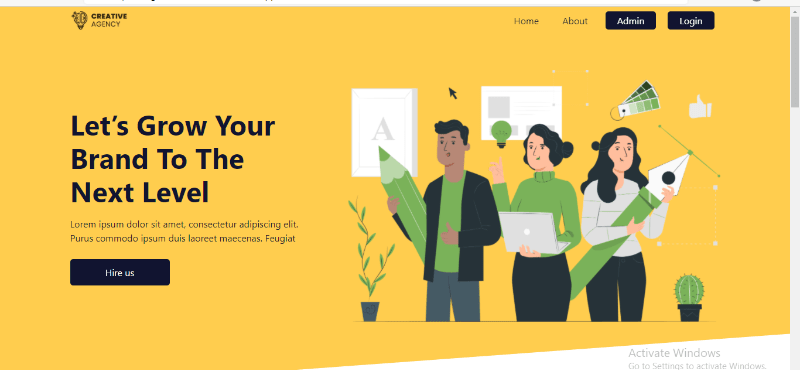 CREATIVE
AGENCY
Home
About
Admin
Login
A
Let's Grow Your
Brand To The
Next Level
Lorem ipsum dolor sit amet, consectetur adipiscing elit.
Purus commodo ipsum duis laoreet maecenas. Feugiat
Hire us
Activate Windows
Go to Settings to activate Windows.